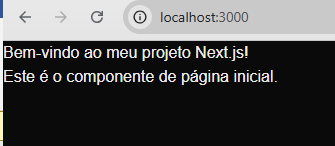 localhost:3000
Bem-vindo ao meu projeto Next.js!
Este é o componente de página inicial.